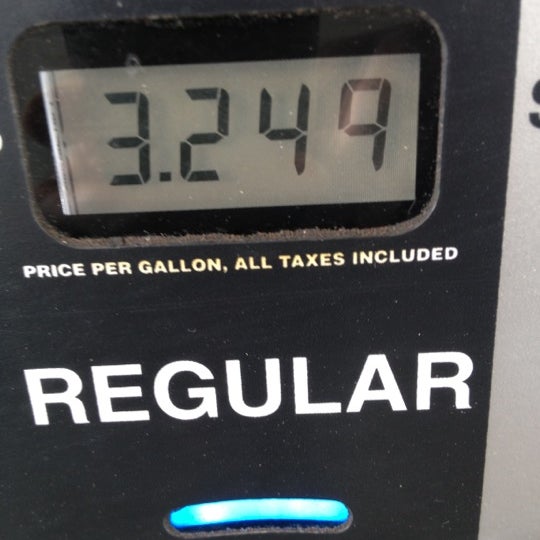 3.249
PRICE PER GALLON, ALL TAXES INCLUDED
REGULAR